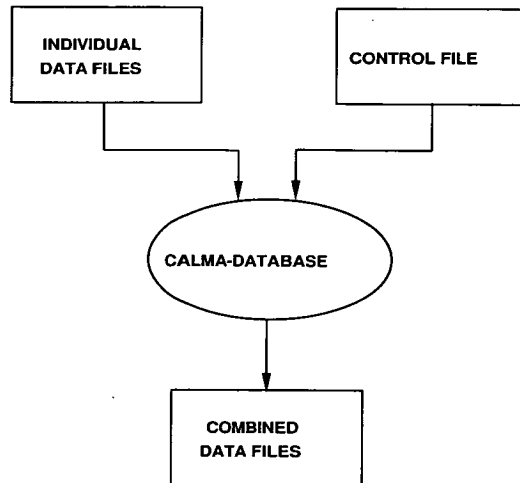 INDIVIDUAL
DATA FILES
CONTROL FILE
CALMA-DATABASE
COMBINED
DATA FILES